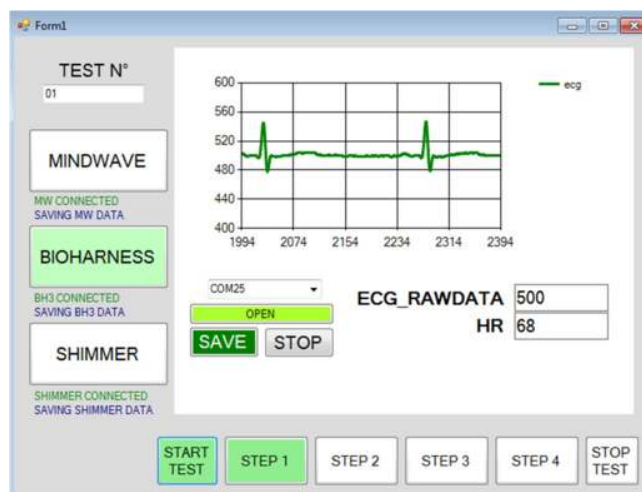 Form1
TEST N°
01
MINDWAVE
MW CONNECTED
SAVING MW DATA
BIOHARNESS
BH3 CONNECTED
SAVING BH3 DATA
SHIMMER
SHIMMER CONNECTED
SAVING SHIMMER DATA
600
560
520
480
440
400
1994 2074 2154 2234 2314 2394
ecg
COM25
OPEN
SAVE STOP
ECG_RAWDATA 500
HR 68
START
TEST
STEP 1
STEP 2
STEP 3
STEP 4
STOP
TEST